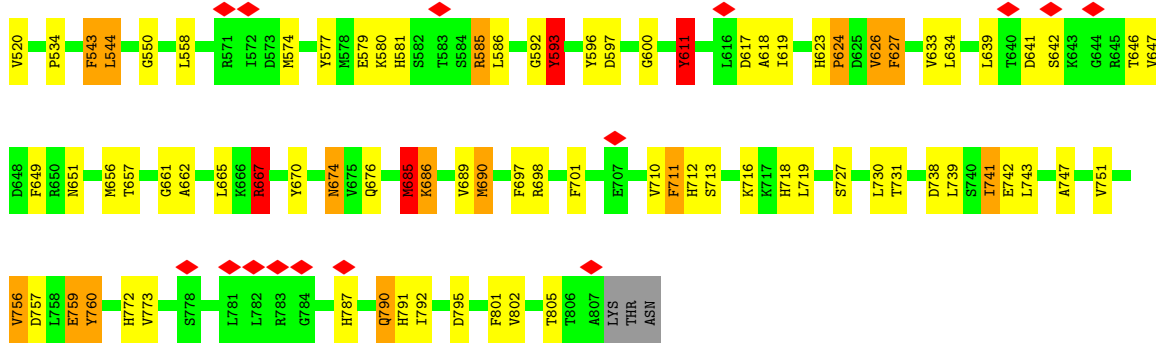 V520 P534 F543 L544 G550 L558 R571 I572 D573 M574 Y577 M578 E579 K580 H581 S582 T583 S584 R585 L586 G592 Y593 Y596 D597 G600 Y611 L616 D617 A618 I619 H623 P624 D625 V626 F627 V633 L634 L639 T640 D641 S642 K643 G644 R645 T646 V647
D648 F649 R650 N651 M656 T657 G661 A662 L665 K666 R667 Y670 N674 V675 Q676 M685 K686 V689 M690 F697 R698 F701 E707 V710 F711 H712 S713 K716 K717 H718 L719 S727 L730 T731 D738 L739 S740 I741 E742 L743 A747 V751
V756 D757 L758 E759 Y760 H772 V773 S778 L781 L782 R783 G784 H787 Q790 H791 I792 D795 F801 V802 T805 T806 A807 LYS THR ASN